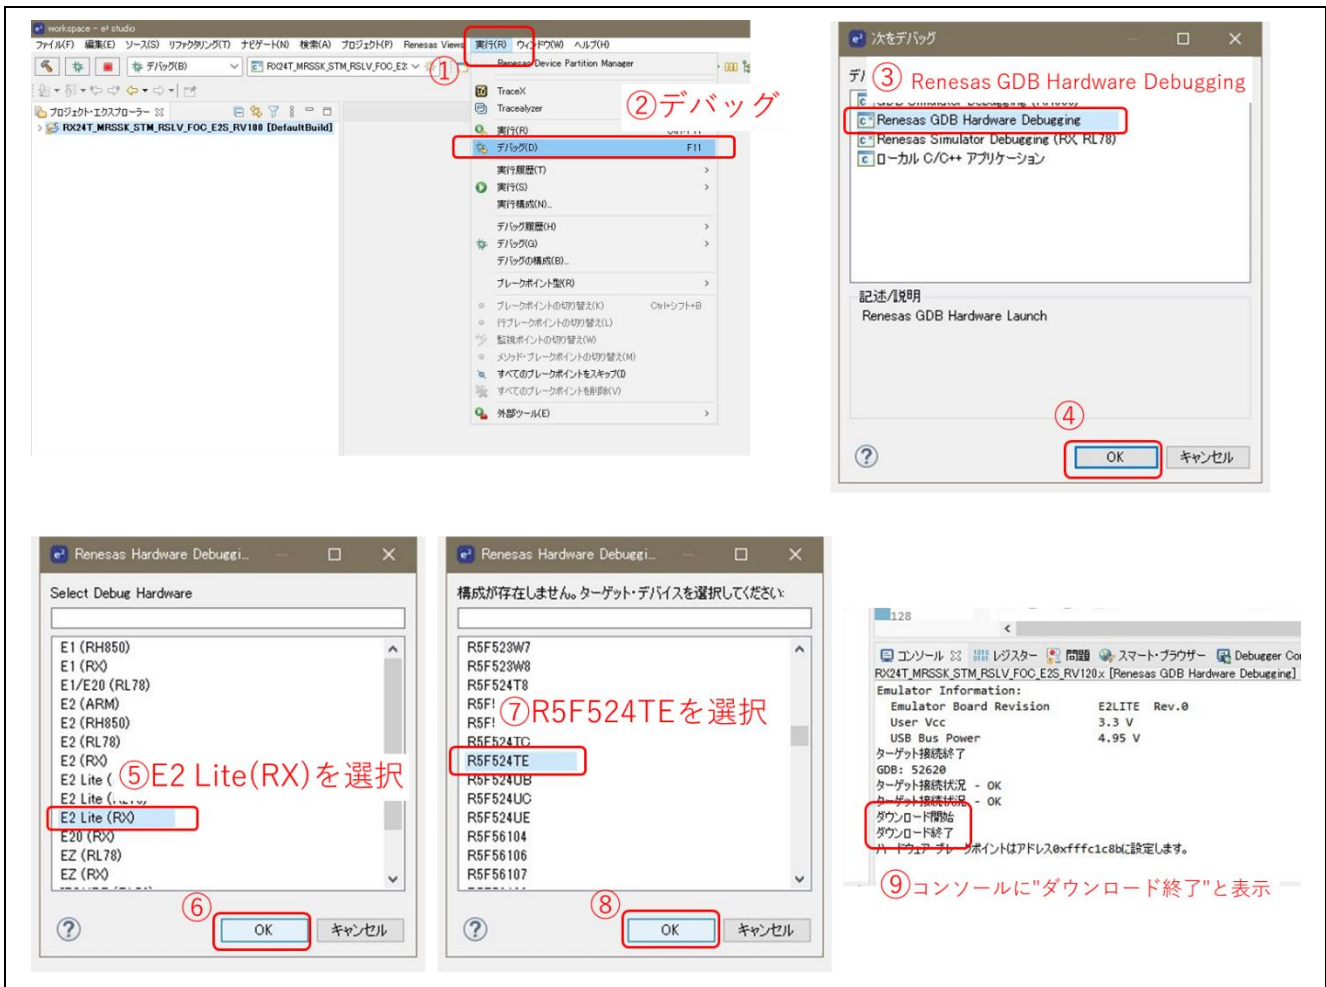 workspace - e² studio
ファイル(F) 編集(E) ソース(S) リファクタリング(T) ナビゲート(N) 検索(A) プロジェクト(P) Renesas Views 実行(R) ウィンドウ(W) ヘルプ(H)
デバッグ(B)
RX24T_MRSSK_STM_RSLV_FOC_E2
①
プロジェクト・エクスプローラー
RX24T_MRSSK_STM_RSLV_FOC_E2S_RV100 [DefaultBuild]
Renesas Device Partition Manager
TraceX
Tracealyzer
②デバッグ
実行(R) Ctrl+F11
デバッグ(D) F11
実行履歴(T)
実行(S)
実行構成(N)...
デバッグ履歴(H)
デバッグ(G)
デバッグの構成(B)...
ブレークポイント型(R)
ブレークポイントの切り替え(K) Ctrl+シフト+B
行ブレークポイントの切り替え(L)
監視ポイントの切り替え(W)
メソッド・ブレークポイントの切り替え(M)
すべてのブレークポイントをスキップ(I)
すべてのブレークポイントを削除(V)
外部ツール(E)
次をデバッグ
③ Renesas GDB Hardware Debugging
Renesas GDB Hardware Debugging
Renesas Simulator Debugging (RX, RL78)
ローカル C/C++ アプリケーション
記述/説明
Renesas GDB Hardware Launch
④
OK キャンセル
Renesas Hardware Debuggi...
Select Debug Hardware
E1 (RH850)
E1 (RX)
E1/E20 (RL78)
E2 (ARM)
E2 (RH850)
E2 (RL78)
E2 (RX)
E2 Lite (
⑤E2 Lite(RX)を選択
E2 Lite (
E2 Lite (RX)
E20 (RX)
EZ (RL78)
EZ (RX)
⑥
OK キャンセル
Renesas Hardware Debuggi...
構成が存在しません。ターゲット・デバイスを選択してください:
R5F523W7
R5F523W8
R5F524T8
R5F!
R5F!
⑦R5F524TEを選択
R5F524TC
R5F524TE
R5F524UB
R5F524UC
R5F524UE
R5F56104
R5F56106
R5F56107
⑧
OK キャンセル
128
コンソール レジスター 問題 スマート・ブラウザー Debugger Co
RX24T_MRSSK_STM_RSLV_FOC_E2S_RV120.x [Renesas GDB Hardware Debugging]
Emulator Information:
Emulator Board Revision E2LITE Rev.0
User Vcc 3.3 V
USB Bus Power 4.95 V
ターゲット接続終了
GDB: 52620
ターゲット接続状況 - OK
ターゲット接続状況 - OK
ダウンロード開始
ダウンロード終了
ハードウェア・ブレークポイントはアドレス0xfffc1c8bに設定します。
⑨コンソールに"ダウンロード終了"と表示